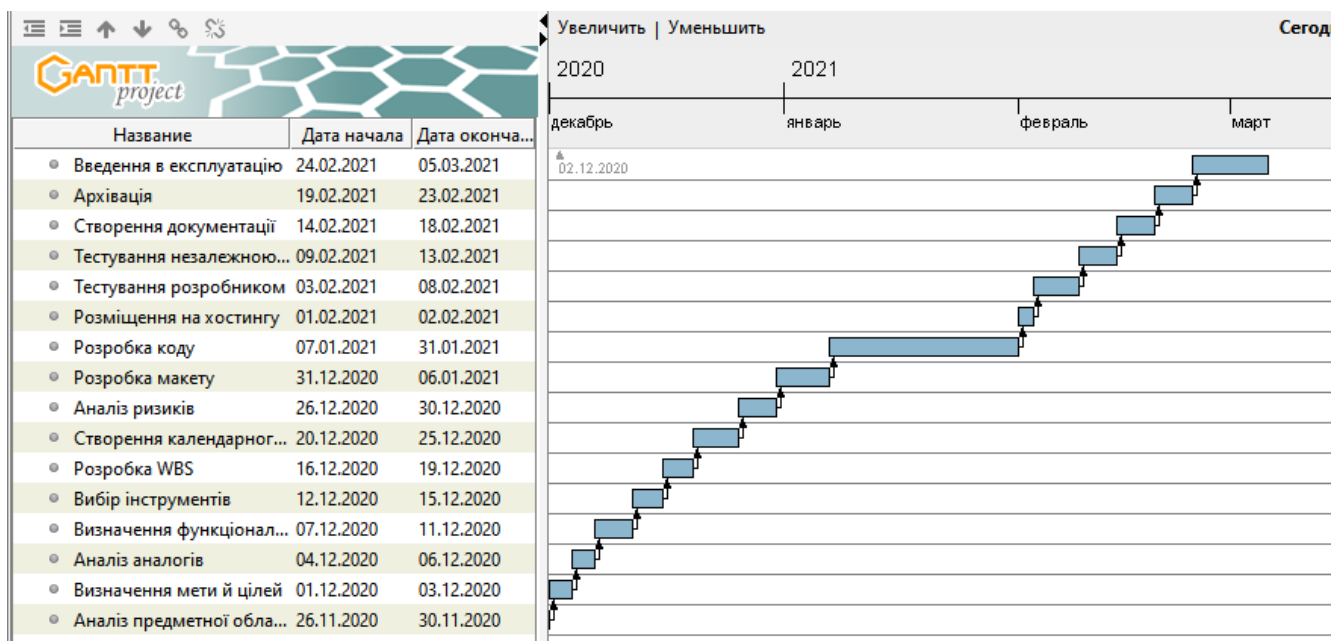 Увеличить | Уменьшить
Сегод
GANTT
project
2020 2021
Название Дата начала Дата оконча...
декабрь январь февраль март
Введення в експлуатацію 24.02.2021 05.03.2021
02.12.2020
Архівація 19.02.2021 23.02.2021
Створення документації 14.02.2021 18.02.2021
Тестування незалежною... 09.02.2021 13.02.2021
Тестування розробником 03.02.2021 08.02.2021
Розміщення на хостингу 01.02.2021 02.02.2021
Розробка коду 07.01.2021 31.01.2021
Розробка макету 31.12.2020 06.01.2021
Аналіз ризиків 26.12.2020 30.12.2020
Створення календарног... 20.12.2020 25.12.2020
Розробка WBS 16.12.2020 19.12.2020
Вибір інструментів 12.12.2020 15.12.2020
Визначення функціонал... 07.12.2020 11.12.2020
Аналіз аналогів 04.12.2020 06.12.2020
Визначення мети й цілей 01.12.2020 03.12.2020
Аналіз предметної обла... 26.11.2020 30.11.2020